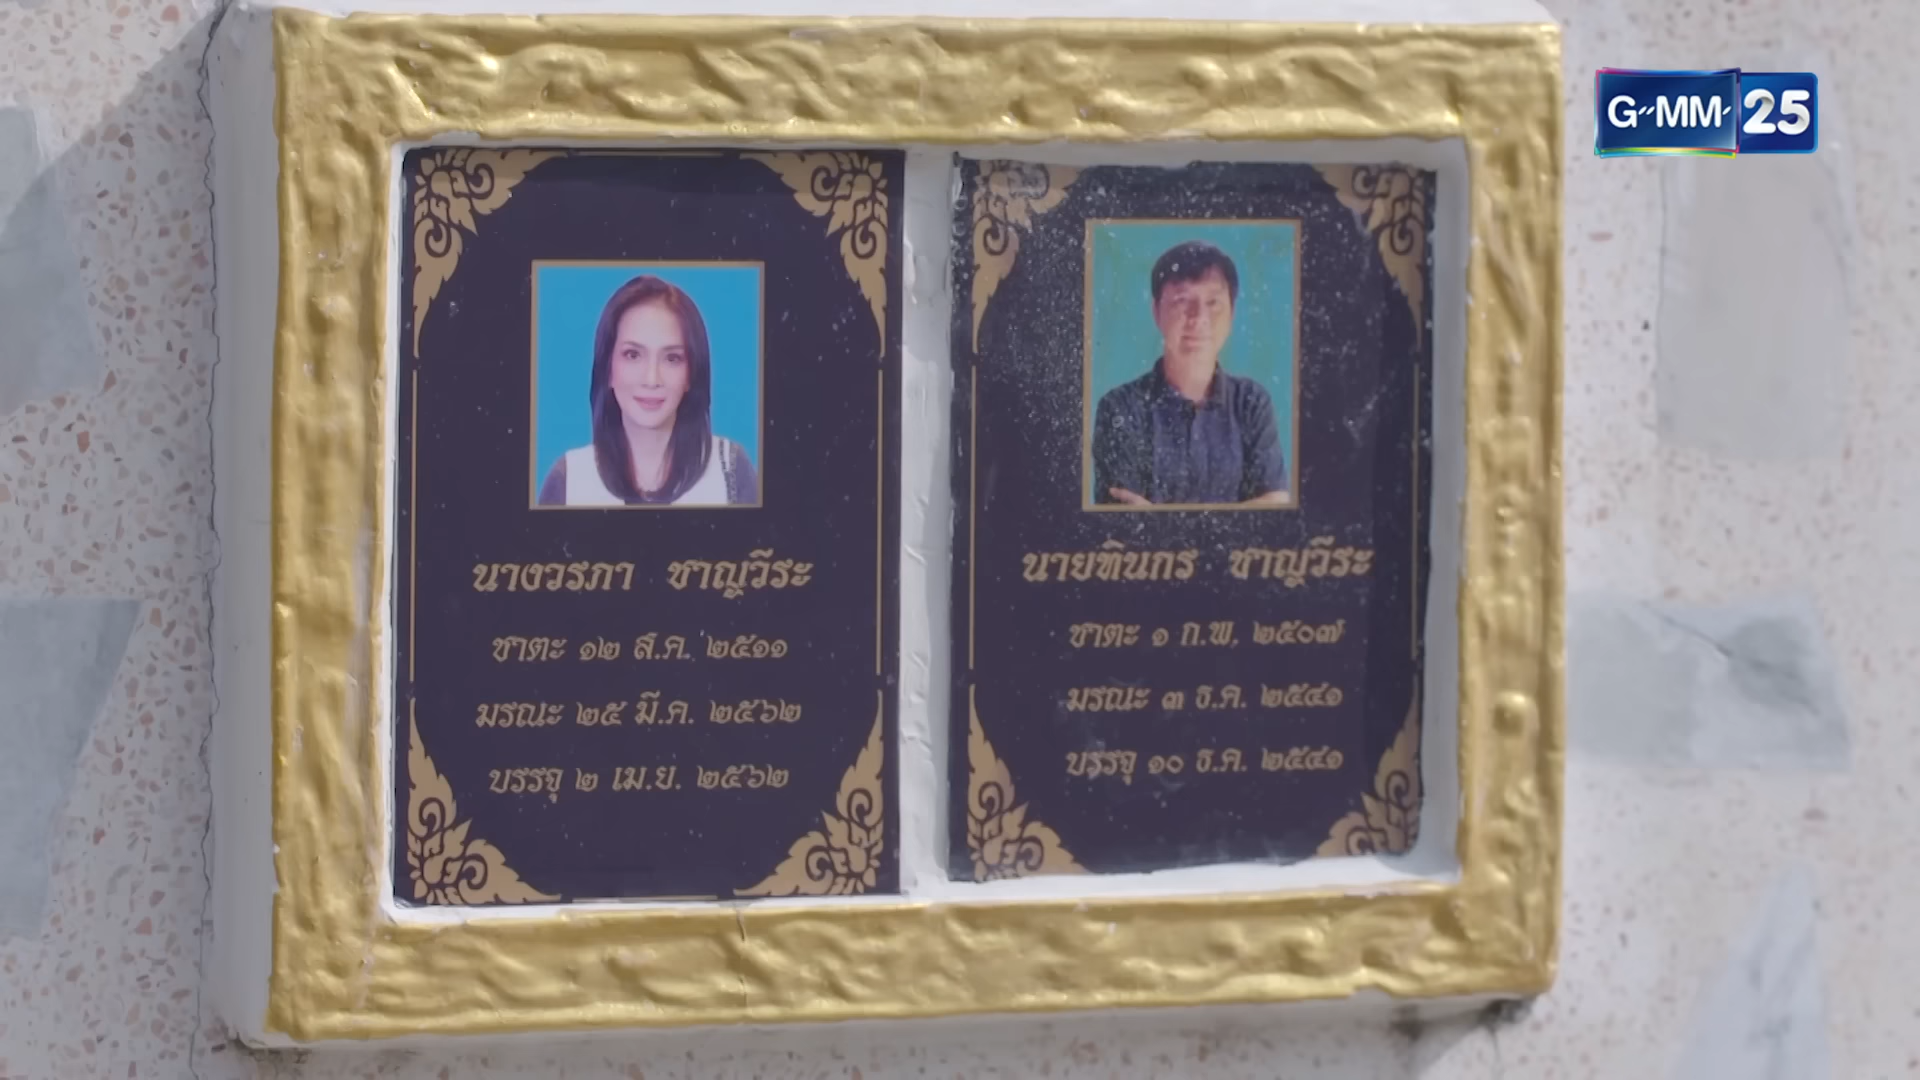 GMM 25
นางวรภา ชาญวีระ
ชาตะ ๑๒ ส.ค. ๒๕๑๑
มรณะ ๒๕ มี.ค. ๒๕๖๒
บรรจุ ๒ เม.ย. ๒๕๖๒
นายทินกร ชาญวีระ
ชาตะ ๑ ก.พ. ๒๕๐๗
มรณะ ๓ ธ.ค. ๒๕๔๑
บรรจุ ๑๐ ธ.ค. ๒๕๔๑